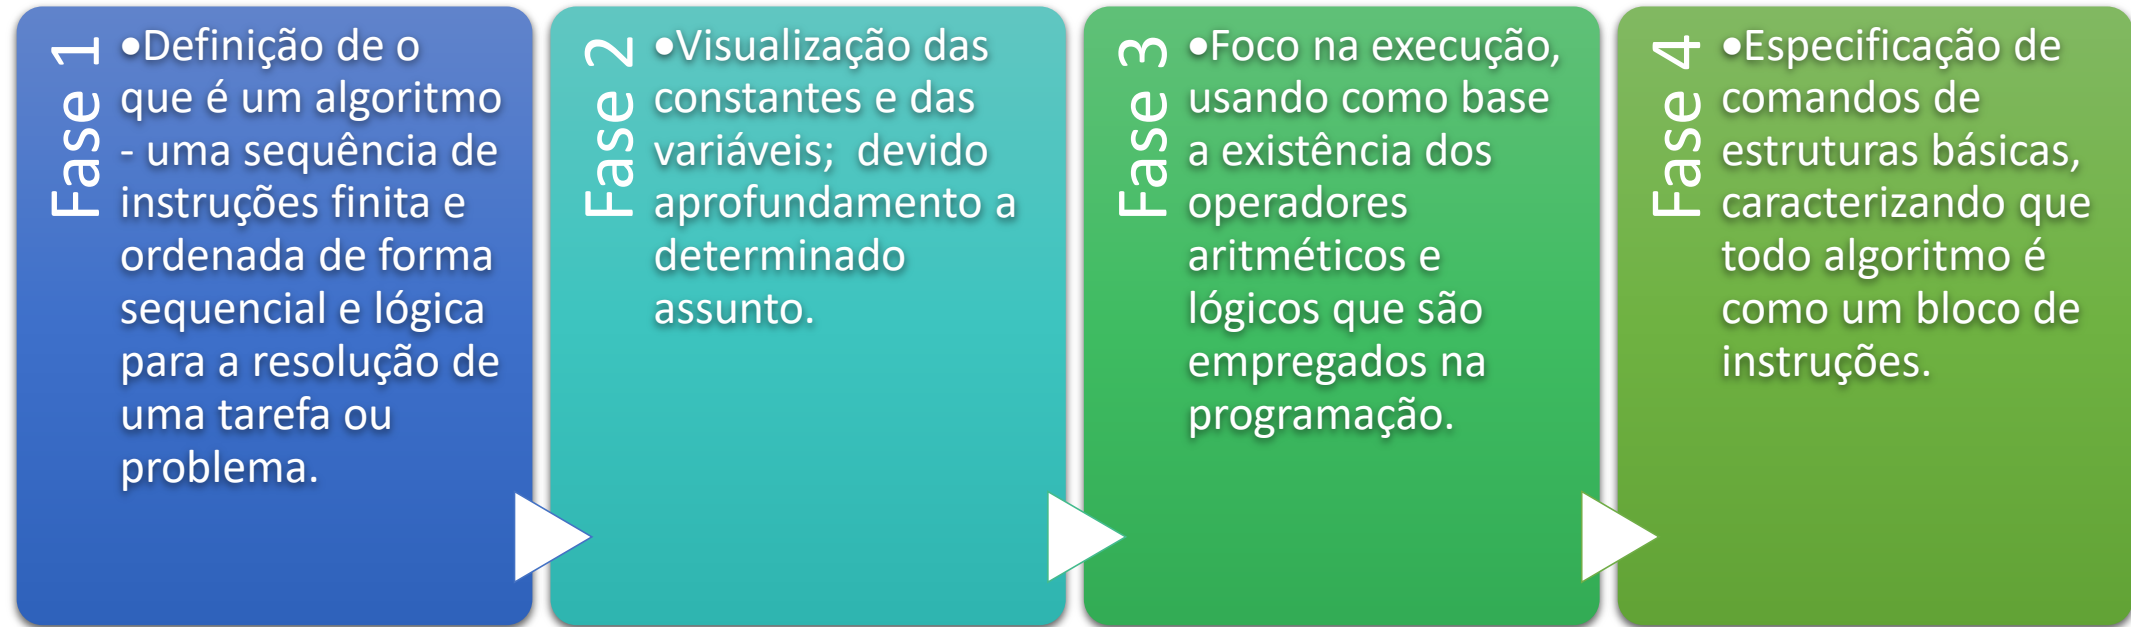 Fase 1
•Definição de o
que é um algoritmo
- uma sequência de
instruções finita e
ordenada de forma
sequencial e lógica
para a resolução de
uma tarefa ou
problema.
Fase 2
•Visualização das
constantes e das
variáveis;  devido
aprofundamento a
determinado
assunto.
Fase 3
•Foco na execução,
usando como base
a existência dos
operadores
aritméticos e
lógicos que são
empregados na
programação.
Fase 4
•Especificação de
comandos de
estruturas básicas,
caracterizando que
todo algoritmo é
como um bloco de
instruções.